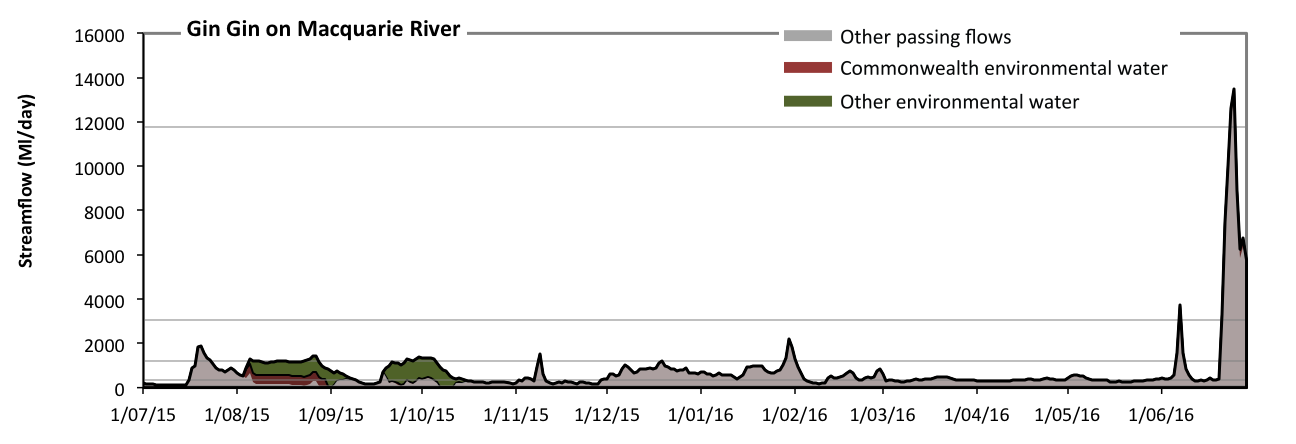 Gin Gin on Macquarie River
Other passing flows
Commonwealth environmental water
Other environmental water
Streamflow (Ml/day)
16000
14000
12000
10000
8000
6000
4000
2000
0
1/07/15 1/08/15 1/09/15 1/10/15 1/11/15 1/12/15 1/01/16 1/02/16 1/03/16 1/04/16 1/05/16 1/06/16